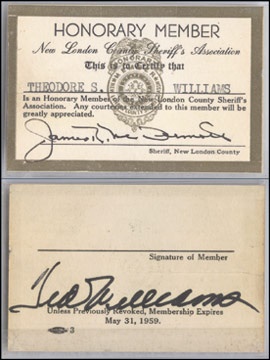 HONORARY MEMBER
New London County Sheriff's Association
This is to Certify that
THEODORE S. WILLIAMS
Is an Honorary Member of the New London County Sheriff's
Association. Any courtesies extended to this member will be
greatly appreciated.
Sheriff, New London County
Signature of Member
Ted Williams
Unless Previously Revoked, Membership Expires
May 31, 1959.
3